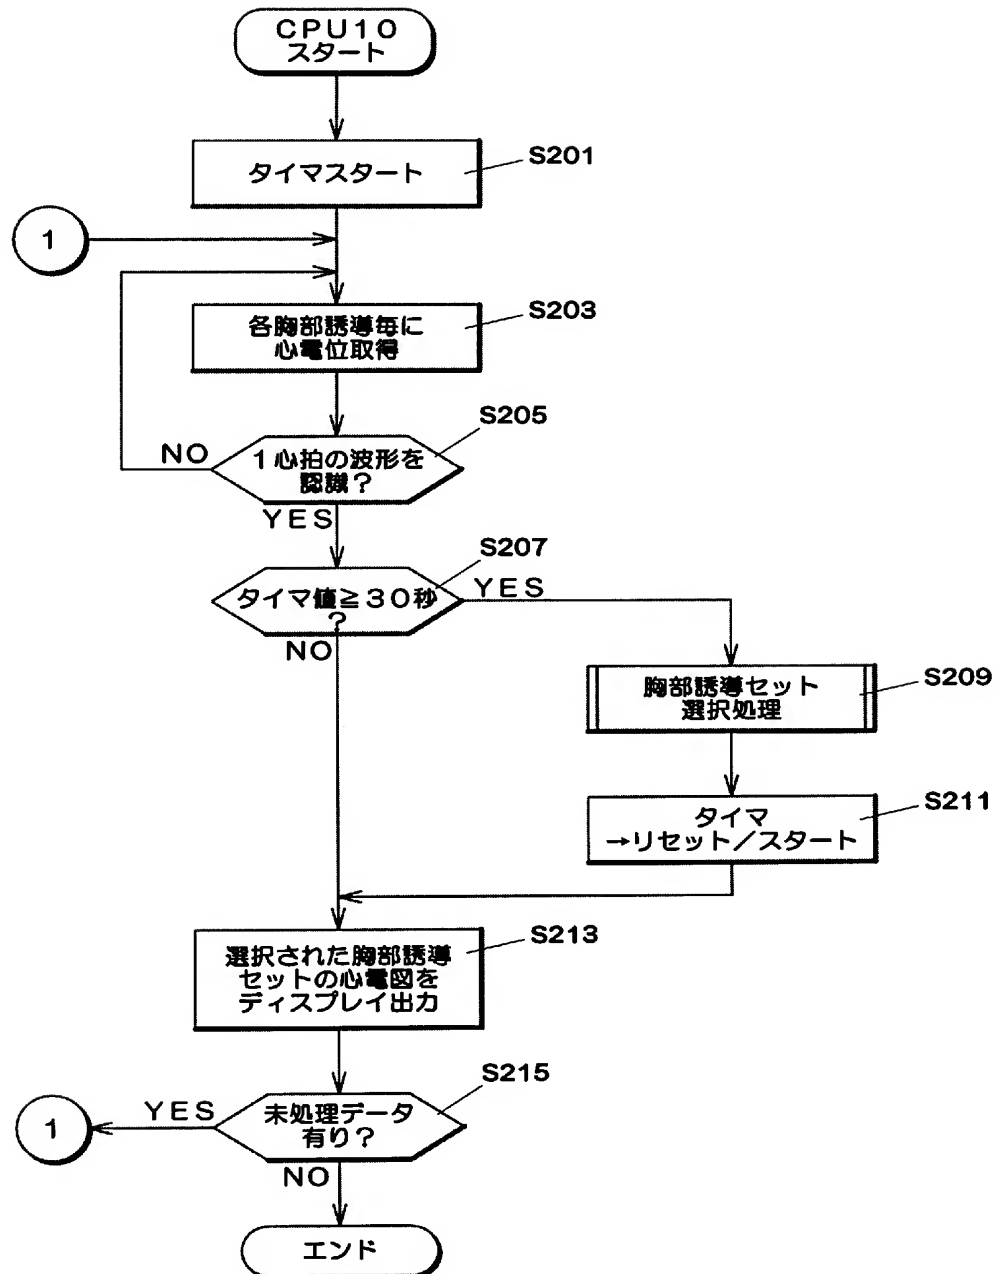 CPU10
スタート
タイマスタート
S201
1
各胸部誘導毎に
心電位取得
S203
1心拍の波形を
認識?
S205
NO
YES
タイマ値≧30秒
?
S207
YES
NO
胸部誘導セット
選択処理
S209
タイマ
→リセット/スタート
S211
選択された胸部誘導
セットの心電図を
ディスプレイ出力
S213
未処理データ
有り?
S215
YES
1
NO
エンド